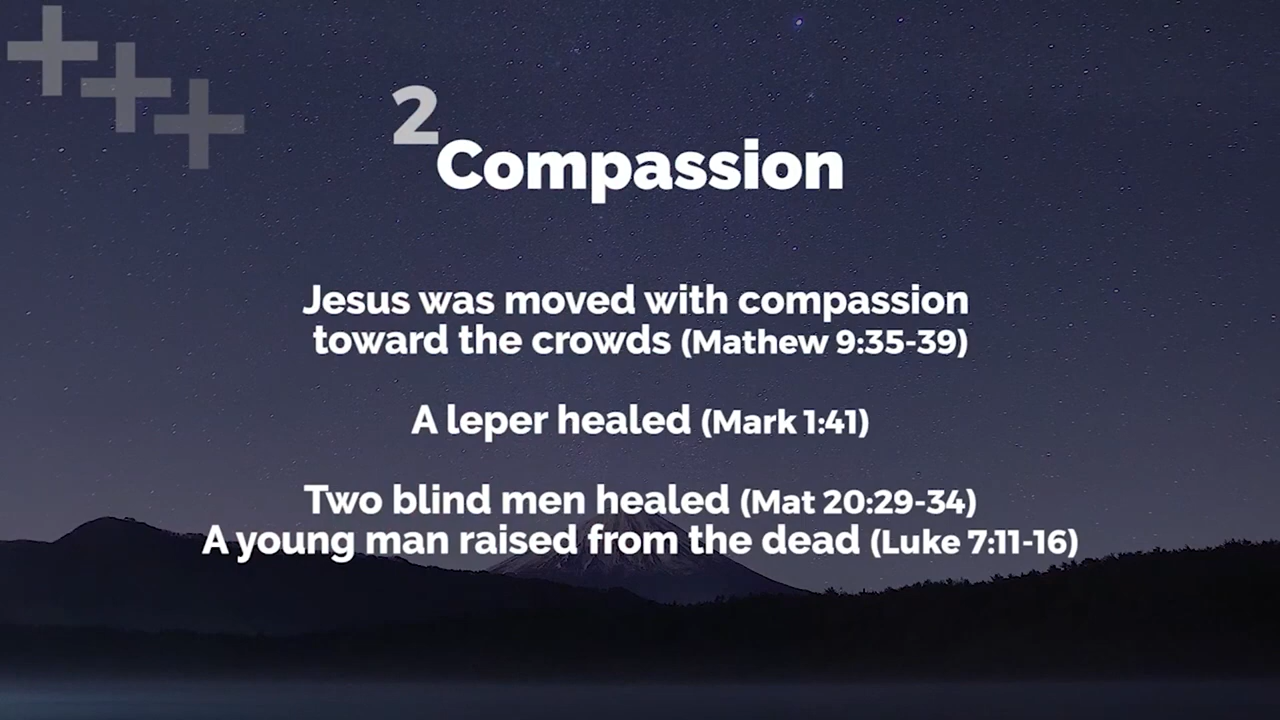 2
Compassion
Jesus was moved with compassion
toward the crowds (Mathew 9:35-39)
A leper healed (Mark 1:41)
Two blind men healed (Mat 20:29-34)
A young man raised from the dead (Luke 7:11-16)